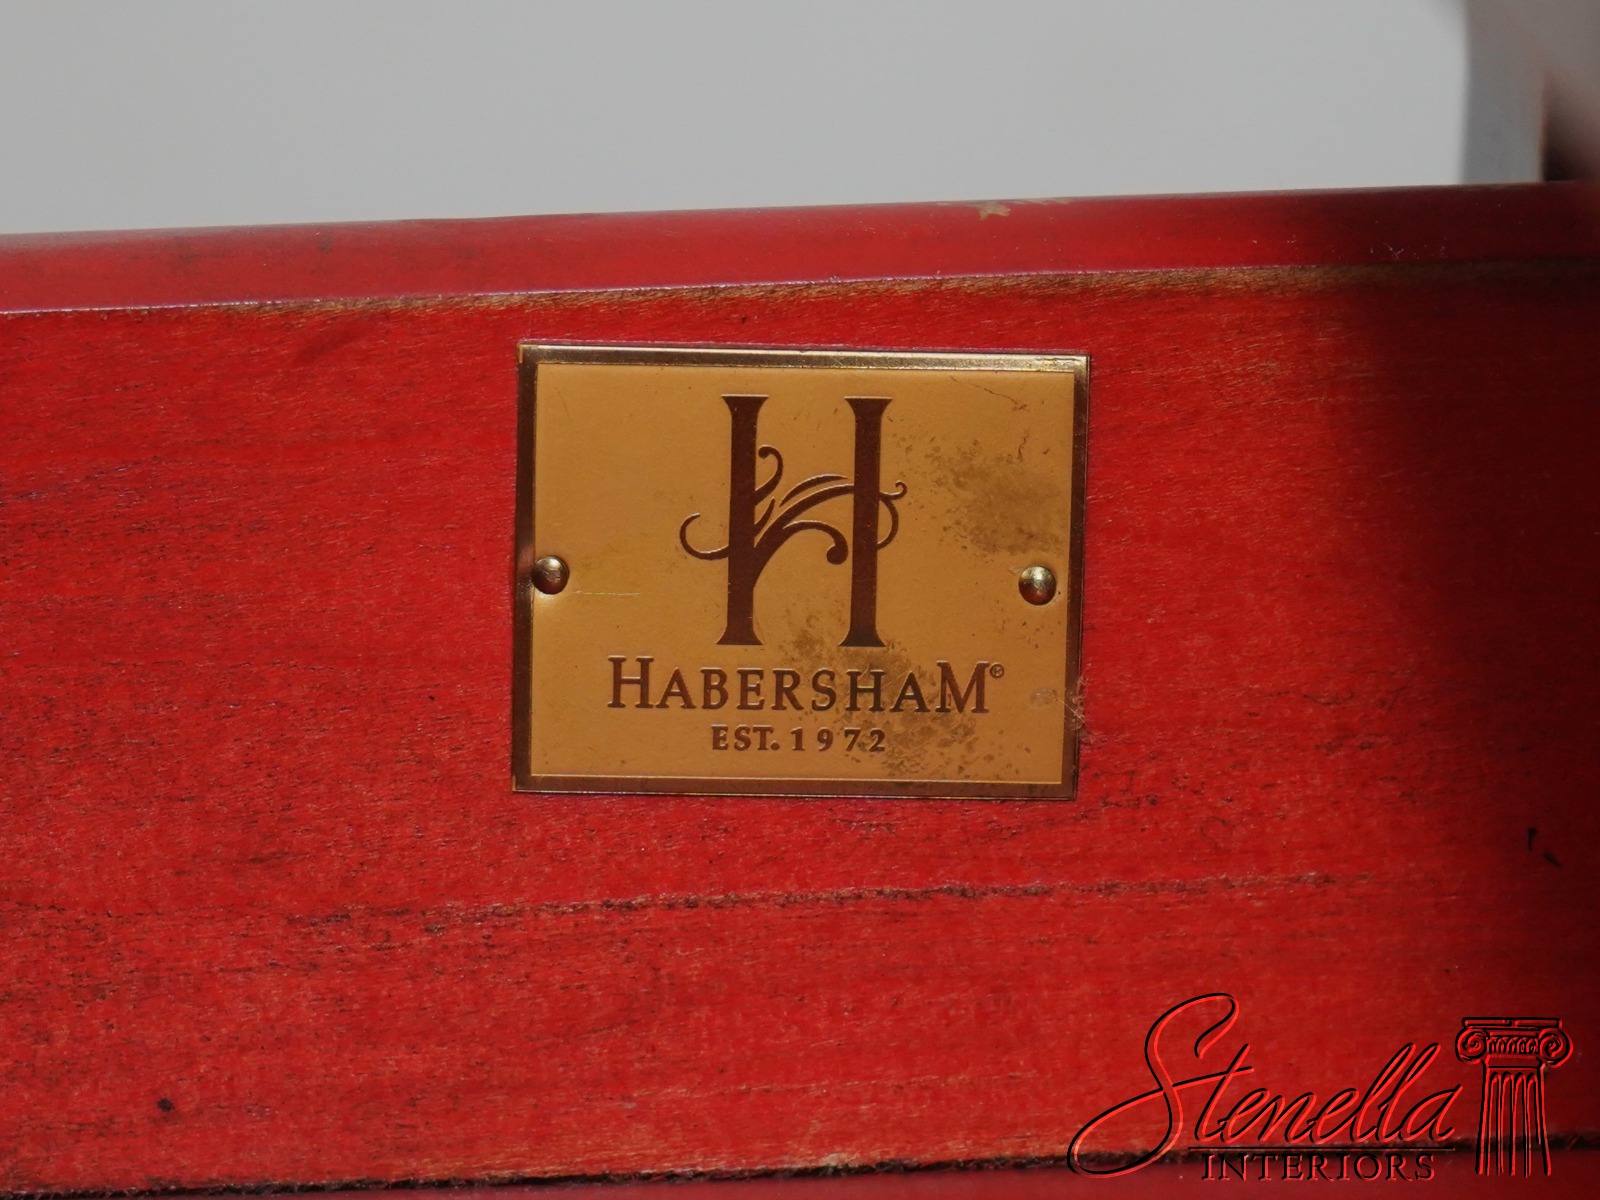 H
HABERSHAM®
EST. 1972
Stenella
INTERIORS